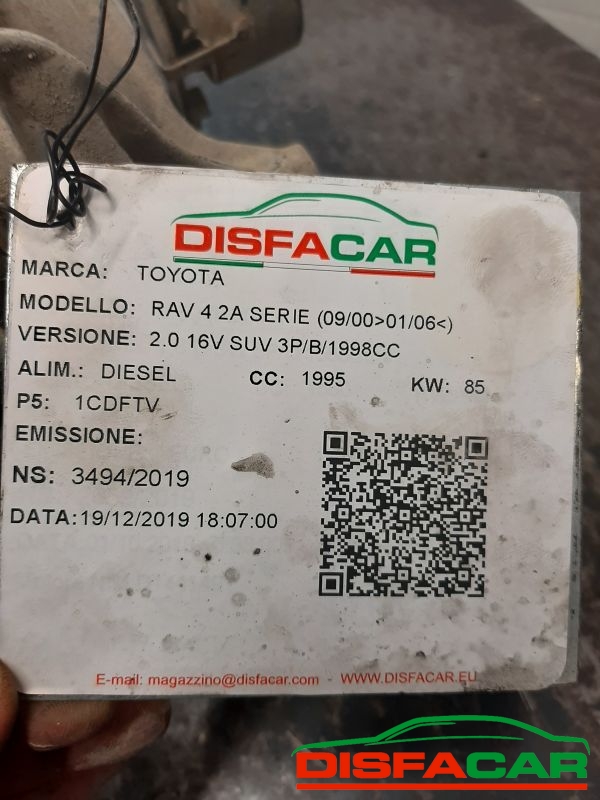 DISFACAR
MARCA: TOYOTA
MODELLO: RAV 4 2A SERIE (09/00>01/06<)
VERSIONE: 2.0 16V SUV 3P/B/1998CC
ALIM.: DIESEL CC: 1995 KW: 85
P5: 1CDFTV
EMISSIONE:
NS: 3494/2019
DATA:19/12/2019 18:07:00
E-mail: magazzino@disfacar.com - WWW.DISFACAR.EU
DISFACAR